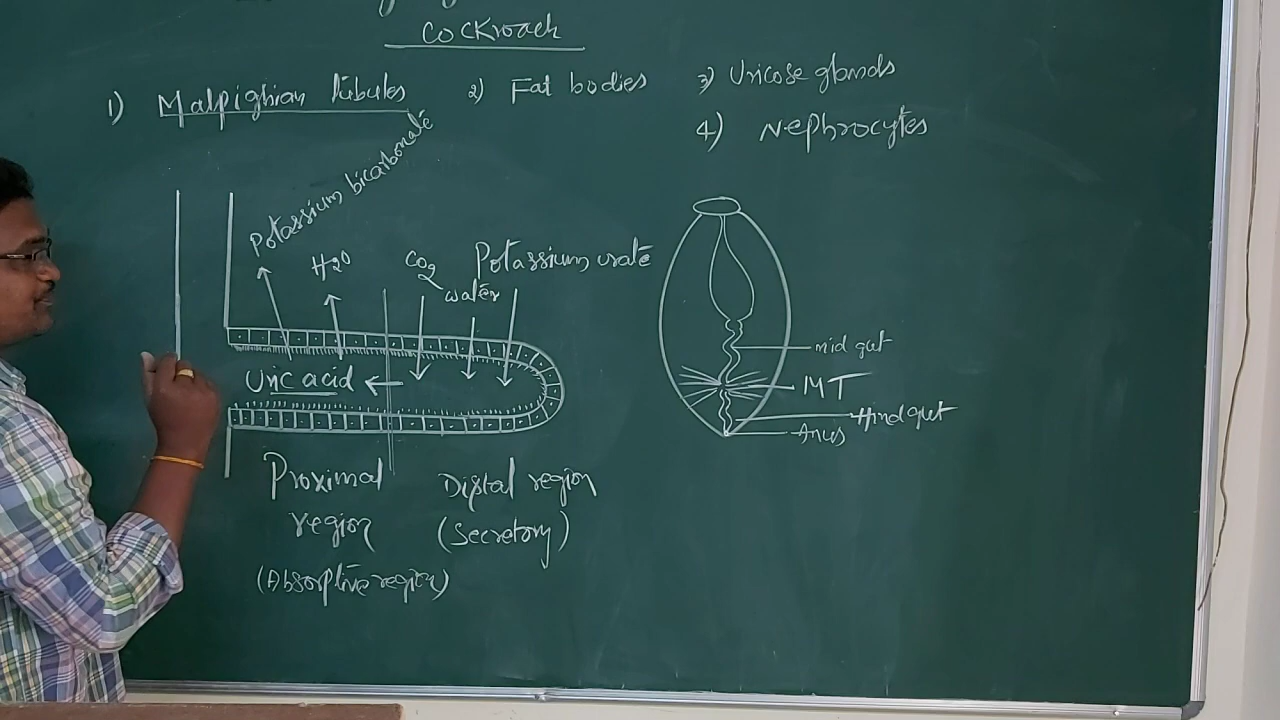 Cockroach
1) Malpighian tubules 2) Fat bodies 3) Uricose glands
4) Nephrocytes
Potassium bicarbonate
H2O
CO2
water
Potassium urate
Uric acid
mid gut
MT
Hind gut
Anus
Proximal region
(Absorptive region)
Distal region
(Secretory)